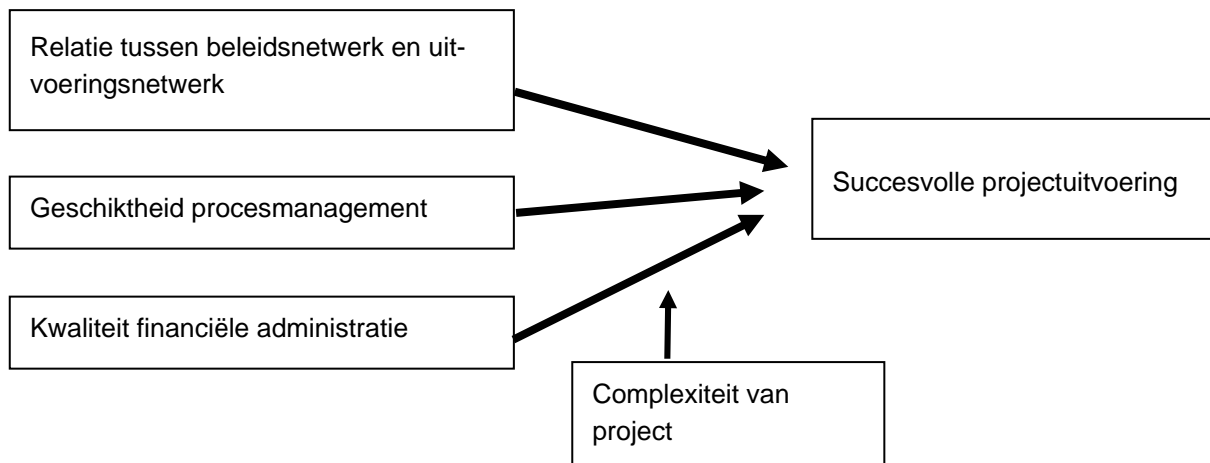 Relatie tussen beleidsnetwerk en uit-
voeringsnetwerk
Geschiktheid procesmanagement
Kwaliteit financiële administratie
Succesvolle projectuitvoering
Complexiteit van
project